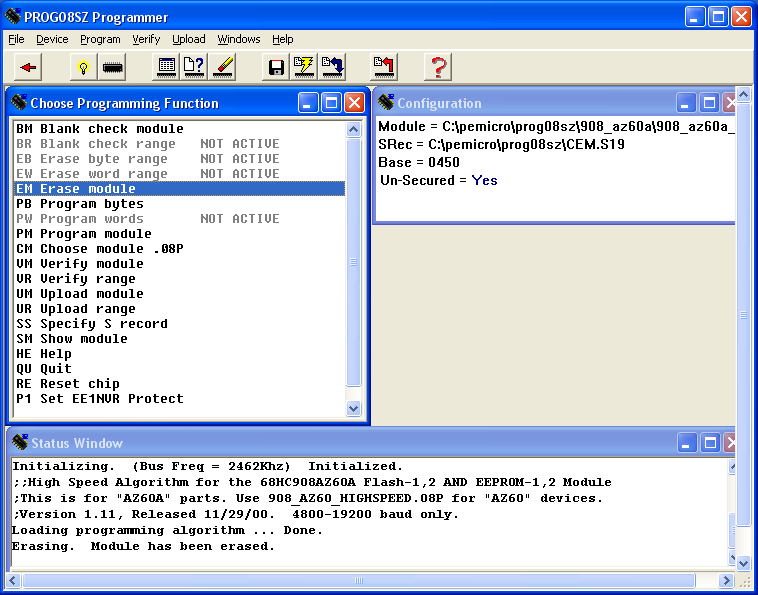 PROG08SZ Programmer
File Device Program Verify Upload Windows Help
Choose Programming Function
BM Blank check module
BR Blank check range NOT ACTIVE
EB Erase byte range NOT ACTIVE
EW Erase word range NOT ACTIVE
EM Erase module
PB Program bytes
PW Program words NOT ACTIVE
PM Program module
CM Choose module .08P
VM Verify module
VR Verify range
UM Upload module
UR Upload range
SS Specify S record
SM Show module
HE Help
QU Quit
RE Reset chip
P1 Set EE1NVR Protect
Configuration
Module = C:\pemicro\prog08sz\908_az60a\908_az60a_
SRec = C:\pemicro\prog08sz\CEM.S19
Base = 0450
Un-Secured = Yes
Status Window
Initializing. (Bus Freq = 2462Khz) Initialized.
;;High Speed Algorithm for the 68HC908AZ60A Flash-1,2 AND EEPROM-1,2 Module
;This is for "AZ60A" parts. Use 908_AZ60_HIGHSPEED.08P for "AZ60" devices.
;Version 1.11, Released 11/29/00. 4800-19200 baud only.
Loading programming algorithm ... Done.
Erasing. Module has been erased.